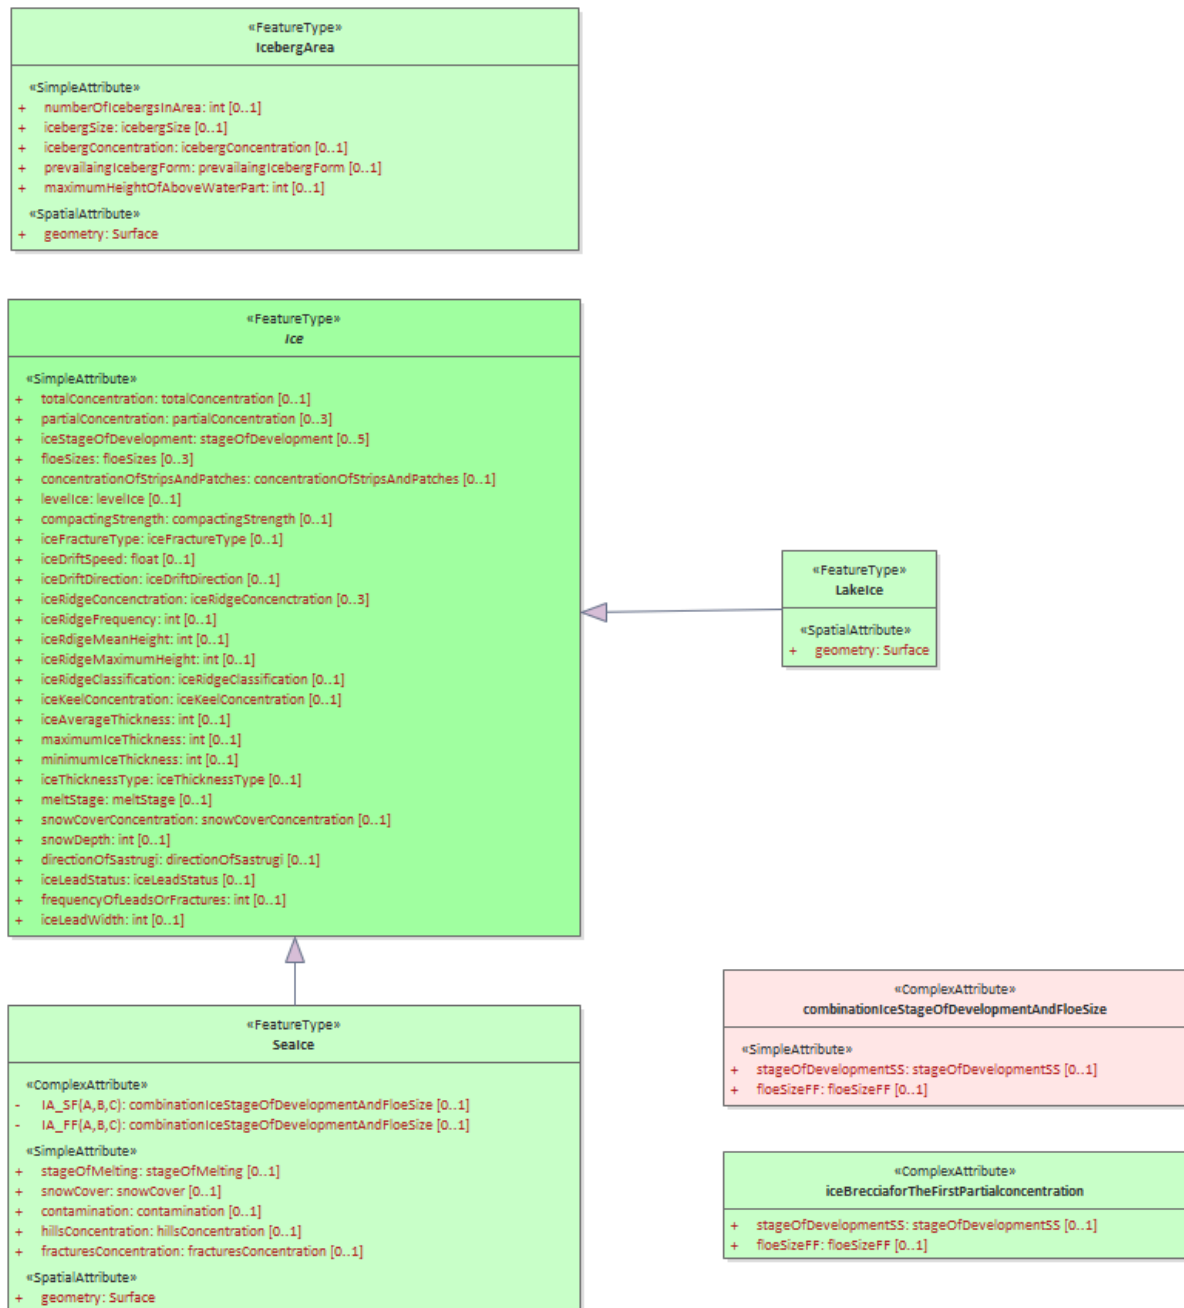 «FeatureType»
IcebergArea
«SimpleAttribute»
+ numberOfIcebergsInArea: int [0..1]
+ icebergSize: icebergSize [0..1]
+ icebergConcentration: icebergConcentration [0..1]
+ prevailaingIcebergForm: prevailaingIcebergForm [0..1]
+ maximumHeightOfAboveWaterPart: int [0..1]
«SpatialAttribute»
+ geometry: Surface
«FeatureType»
Ice
«SimpleAttribute»
+ totalConcentration: totalConcentration [0..1]
+ partialConcentration: partialConcentration [0..3]
+ iceStageOfDevelopment: stageOfDevelopment [0..5]
+ floeSizes: floeSizes [0..3]
+ concentrationOfStripsAndPatches: concentrationOfStripsAndPatches [0..1]
+ levelIce: levelIce [0..1]
+ compactingStrength: compactingStrength [0..1]
+ iceFractureType: iceFractureType [0..1]
+ iceDriftSpeed: float [0..1]
+ iceDriftDirection: iceDriftDirection [0..1]
+ iceRidgeConcenctration: iceRidgeConcenctration [0..3]
+ iceRidgeFrequency: int [0..1]
+ iceRdigeMeanHeight: int [0..1]
+ iceRidgeMaximumHeight: int [0..1]
+ iceRidgeClassification: iceRidgeClassification [0..1]
+ iceKeelConcentration: iceKeelConcentration [0..1]
+ iceAverageThickness: int [0..1]
+ maximumIceThickness: int [0..1]
+ minimumIceThickness: int [0..1]
+ iceThicknessType: iceThicknessType [0..1]
+ meltStage: meltStage [0..1]
+ snowCoverConcentration: snowCoverConcentration [0..1]
+ snowDepth: int [0..1]
+ directionOfSastrugi: directionOfSastrugi [0..1]
+ iceLeadStatus: iceLeadStatus [0..1]
+ frequencyOfLeadsOrFractures: int [0..1]
+ iceLeadWidth: int [0..1]
«FeatureType»
LakeIce
«SpatialAttribute»
+ geometry: Surface
«FeatureType»
SeaIce
«ComplexAttribute»
- IA_SF(A,B,C): combinationIceStageOfDevelopmentAndFloeSize [0..1]
- IA_FF(A,B,C): combinationIceStageOfDevelopmentAndFloeSize [0..1]
«SimpleAttribute»
+ stageOfMelting: stageOfMelting [0..1]
+ snowCover: snowCover [0..1]
+ contamination: contamination [0..1]
+ hillsConcentration: hillsConcentration [0..1]
+ fracturesConcentration: fracturesConcentration [0..1]
«SpatialAttribute»
+ geometry: Surface
«ComplexAttribute»
combinationIceStageOfDevelopmentAndFloeSize
«SimpleAttribute»
+ stageOfDevelopmentSS: stageOfDevelopmentSS [0..1]
+ floeSizeFF: floeSizeFF [0..1]
«ComplexAttribute»
iceBrecciaforTheFirstPartialconcentration
+ stageOfDevelopmentSS: stageOfDevelopmentSS [0..1]
+ floeSizeFF: floeSizeFF [0..1]